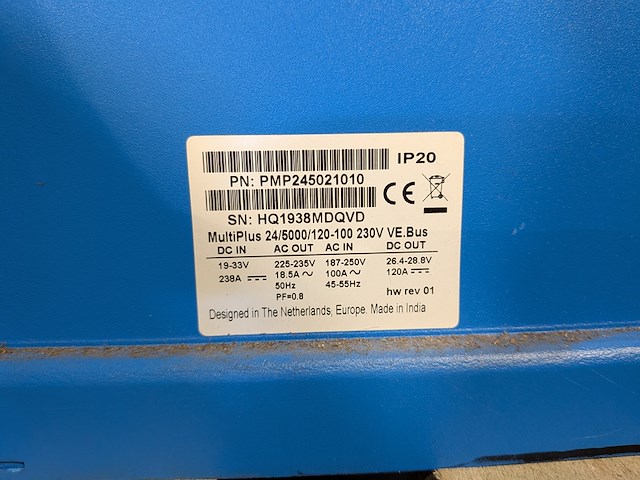 IP20
PN: PMP245021010
CE
SN: HQ1938MDQVD
MultiPlus 24/5000/120-100 230V VE.Bus
DC IN AC OUT AC IN DC OUT
19-33V 225-235V 187-250V 26.4-28.8V
238A 18.5A 100A 120A
50Hz 45-55Hz
PF=0.8 hw rev 01
Designed in The Netherlands, Europe. Made in India